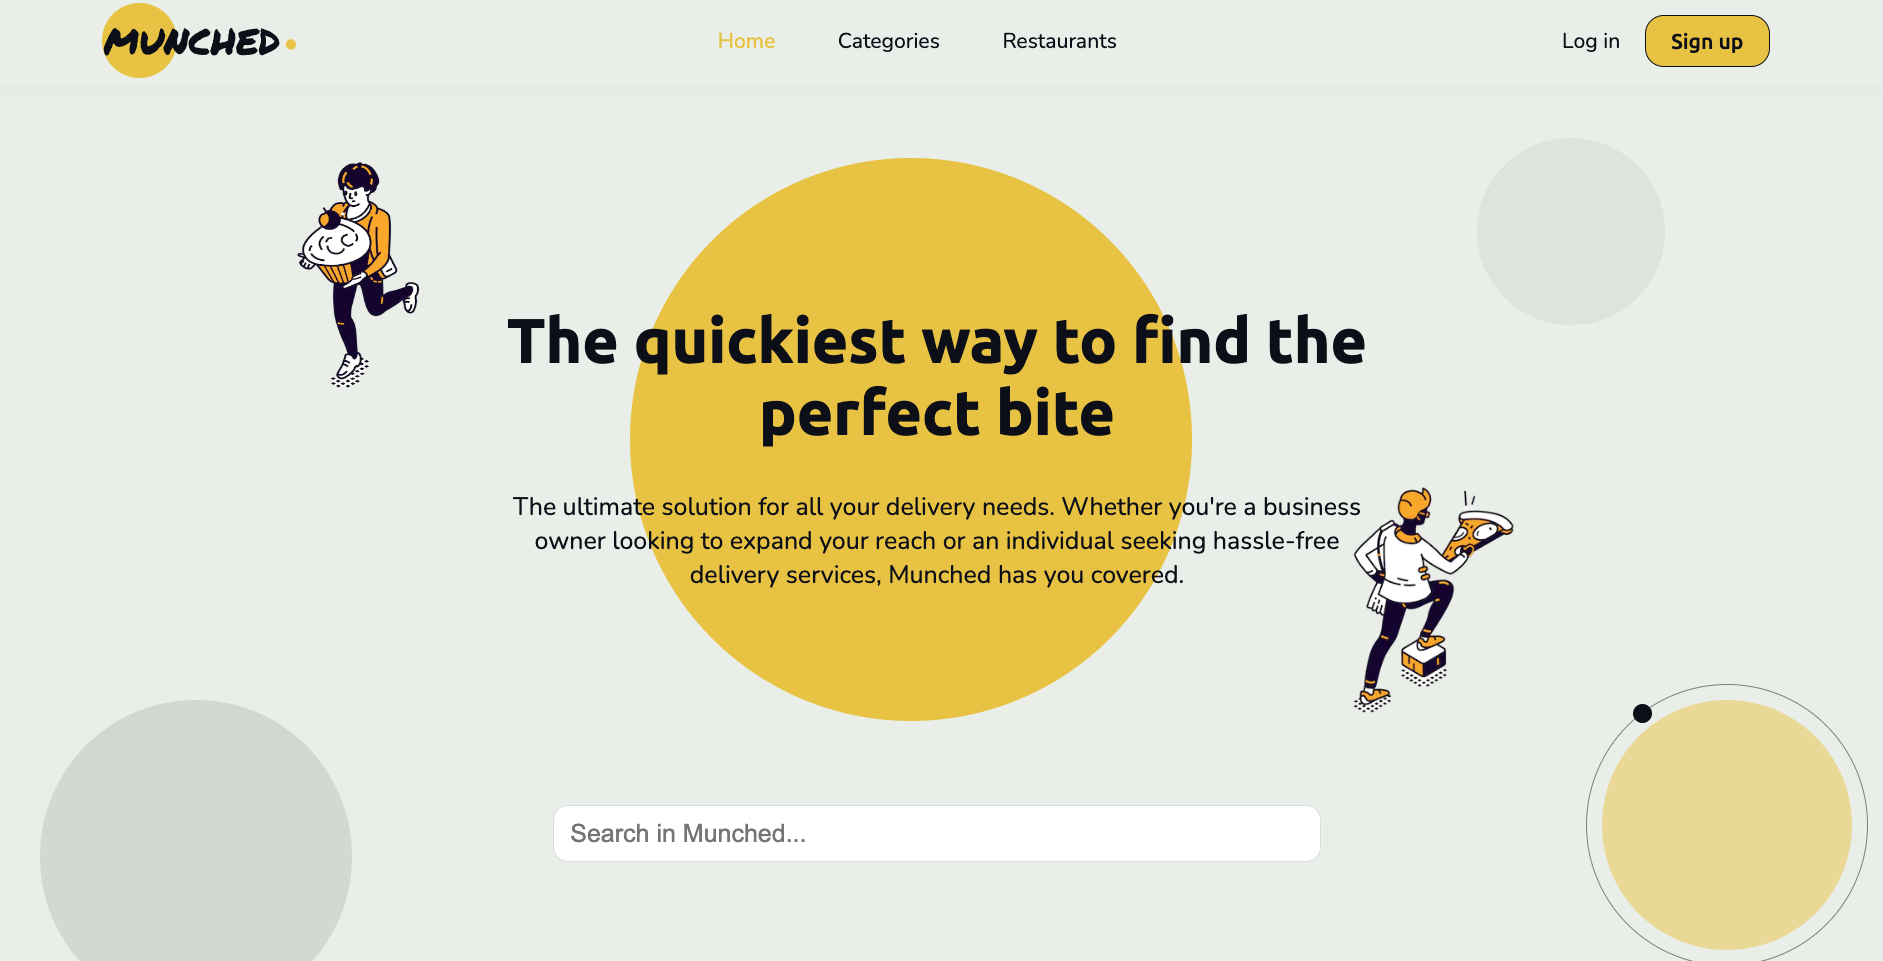 MUNCHED
Home Categories Restaurants Log in Sign up
The quickiest way to find the
perfect bite
The ultimate solution for all your delivery needs. Whether you're a business
owner looking to expand your reach or an individual seeking hassle-free
delivery services, Munched has you covered.
Search in Munched...